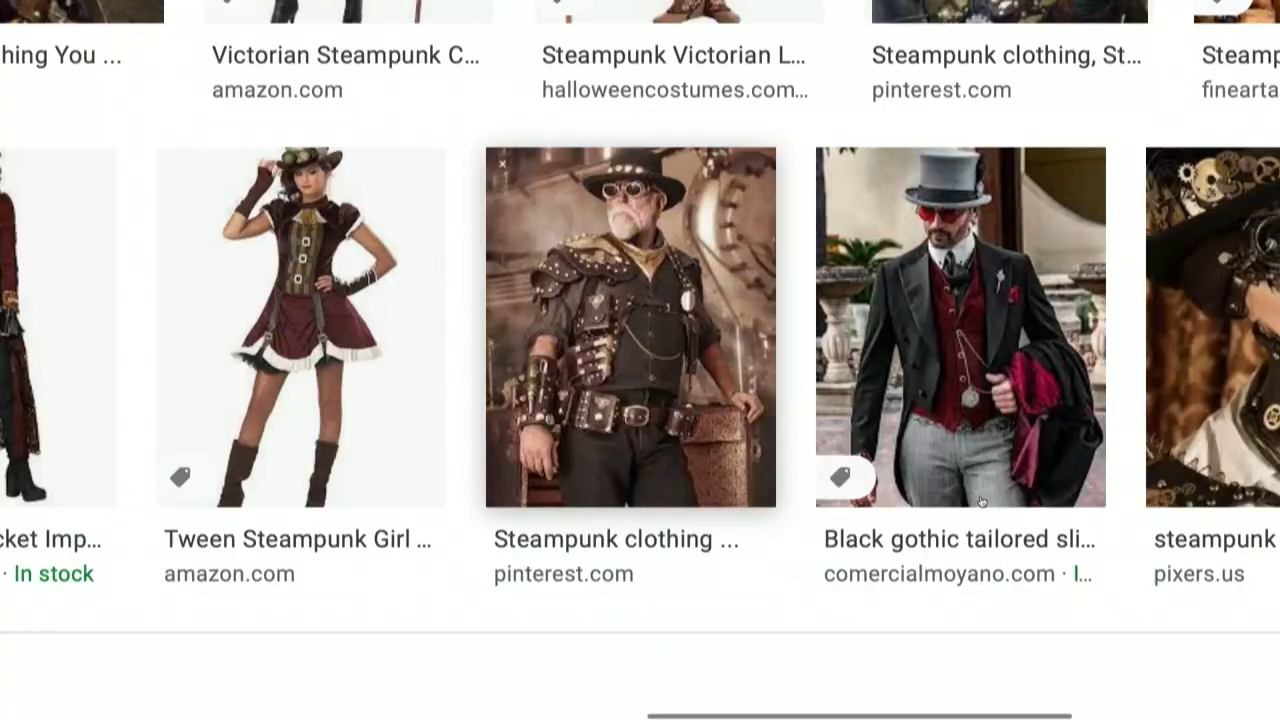 hing You ...
Victorian Steampunk C...
Steampunk Victorian L...
Steampunk clothing, St...
Steamp
amazon.com
halloweencostumes.com...
pinterest.com
finearta
cket Imp...
Tween Steampunk Girl ...
Steampunk clothing ...
Black gothic tailored sli...
steampunk
· In stock
amazon.com
pinterest.com
comercialmoyano.com · I...
pixers.us